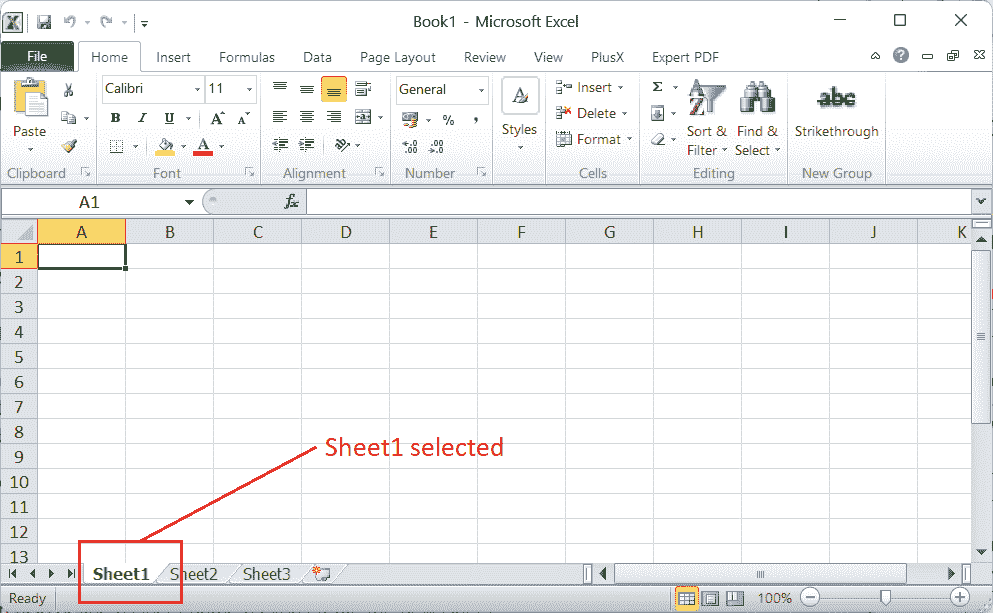 Book1 - Microsoft Excel
File Home Insert Formulas Data Page Layout Review View PlusX Expert PDF
Calibri 11 General Insert Σ
B I U A A % , Delete
Paste Styles Format Sort & Filter Find & Select abc Strikethrough
A .00 .00
Clipboard Font Alignment Number Cells Editing New Group
A1 fx
A B C D E F G H I J K
1
2
3
4
5
6
7
8
9
10
11
12
13
Sheet1 selected
Sheet1 Sheet2 Sheet3
Ready 100%